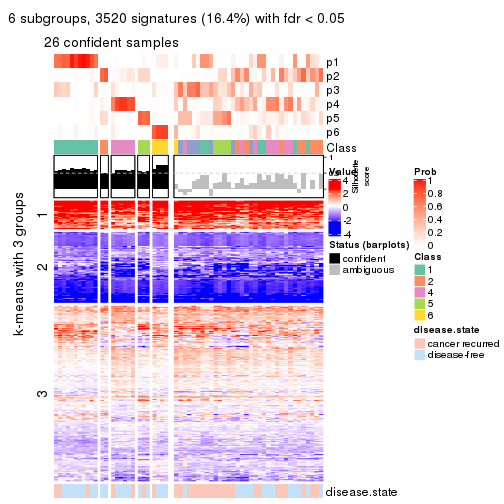 6 subgroups, 3520 signatures (16.4%) with fdr < 0.05
26 confident samples
p1
p2
p3
p4
p5
p6
Class
1
0.5
0
Silhouette
score
k-means with 3 groups
1
2
3
disease.state
Value
4
2
0
-2
-4
Status (barplots)
confident
ambiguous
Prob
1
0.8
0.6
0.4
0.2
0
Class
1
2
4
5
6
disease.state
cancer recurred
disease-free